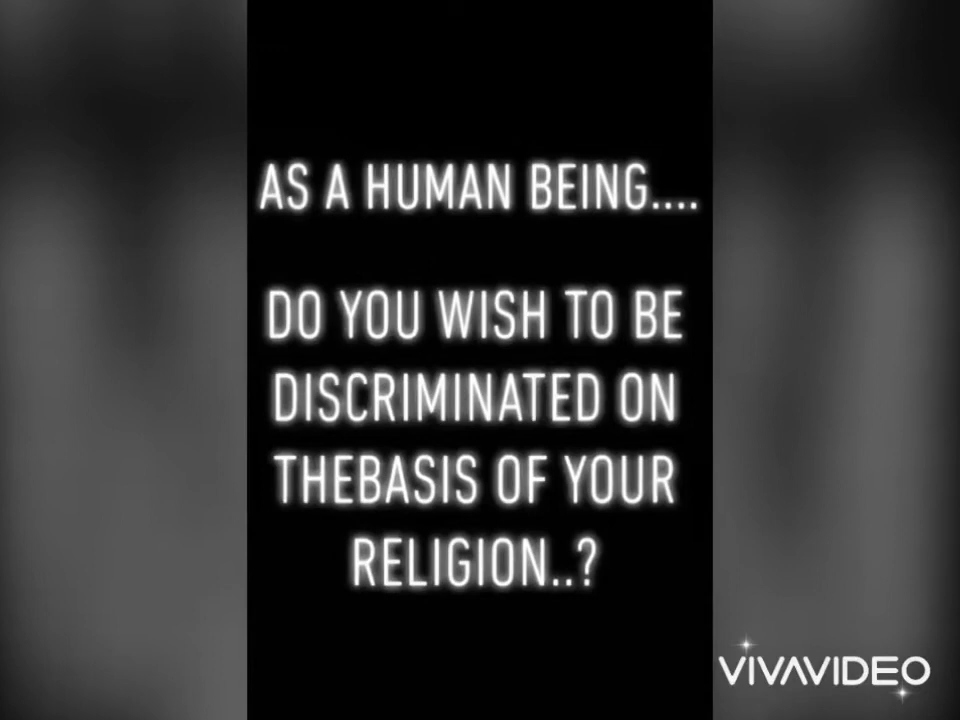 AS A HUMAN BEING....
DO YOU WISH TO BE
DISCRIMINATED ON
THEBASIS OF YOUR
RELIGION..?
VIVAVIDEO